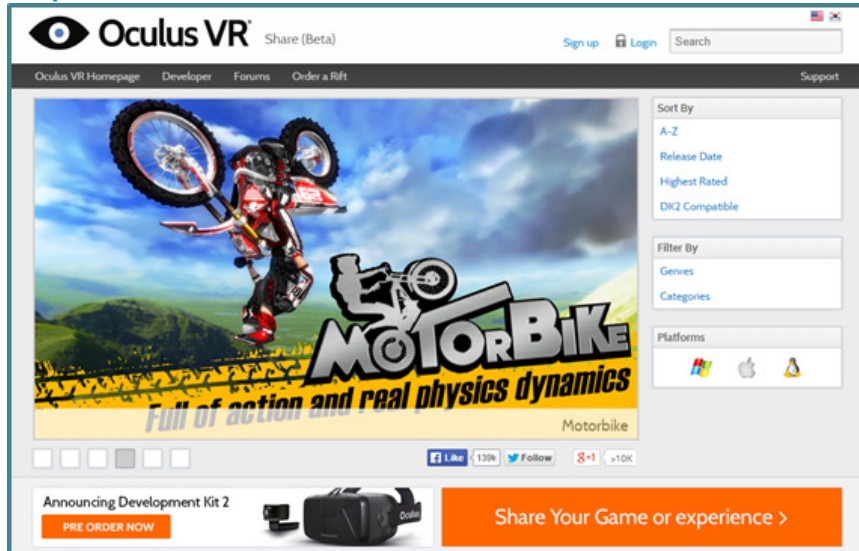 Oculus VR Share (Beta)
Sign up Login Search
Oculus VR Homepage Developer Forums Order a Rift Support
MOTORBIKE
Full of action and real physics dynamics
Motorbike
Sort By
A-Z
Release Date
Highest Rated
DK2 Compatible
Filter By
Genres
Categories
Platforms
Like 139k Follow 8+1 >10K
Announcing Development Kit 2
PRE ORDER NOW
Oculus
Share Your Game or experience >